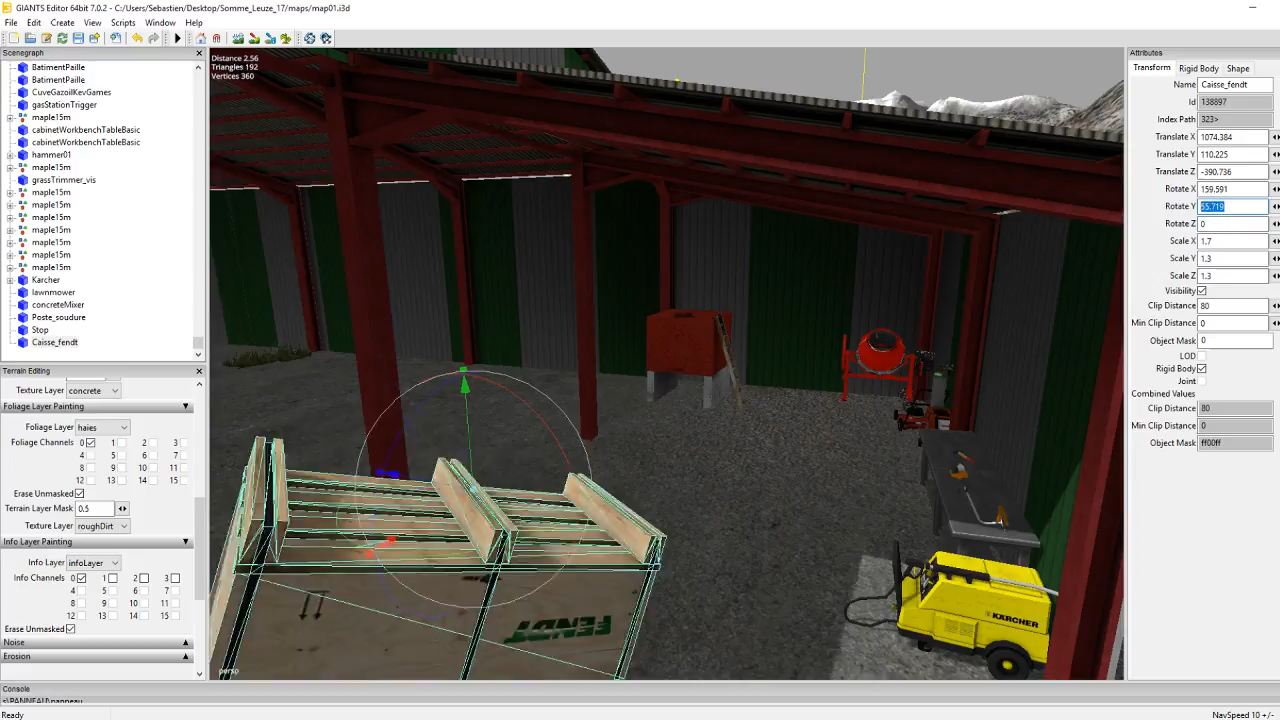 GIANTS Editor 64bit 7.0.2 - C:/Users/Sebastien/Desktop/Somme_Leuze_17/maps/map01.i3d
File Edit Create View Scripts Window Help
Scenegraph
BatimentPaille
BatimentPaille
CuveGazoilKevGames
gasStationTrigger
maple15m
cabinetWorkbenchTableBasic
cabinetWorkbenchTableBasic
hammer01
maple15m
grassTrimmer_vis
maple15m
maple15m
maple15m
maple15m
maple15m
maple15m
maple15m
Karcher
lawnmower
concreteMixer
Poste_soudure
Stop
Caisse_fendt
Terrain Editing
Texture Layer concrete
Foliage Layer Painting
Foliage Layer haies
Foliage Channels 0 1 2 3
4 5 6 7
8 9 10 11
12 13 14 15
Erase Unmasked
Terrain Layer Mask 0.5
Texture Layer roughDirt
Info Layer Painting
Info Layer infoLayer
Info Channels 0 1 2 3
4 5 6 7
8 9 10 11
12 13 14 15
Erase Unmasked
Noise
Erosion
Distance 2.56
Triangles 192
Vertices 360
FENDT
KÄRCHER
persp
Attributes
Transform Rigid Body Shape
Name Caisse_fendt
Id 138897
Index Path 323>
Translate X 1074.384
Translate Y 110.225
Translate Z -390.736
Rotate X 159.591
Rotate Y 55.719
Rotate Z 0
Scale X 1.7
Scale Y 1.3
Scale Z 1.3
Visibility
Clip Distance 80
Min Clip Distance 0
Object Mask 0
LOD
Rigid Body
Joint
Combined Values
Clip Distance 80
Min Clip Distance 0
Object Mask ff00ff
Console
Ready
NavSpeed 10 +/-